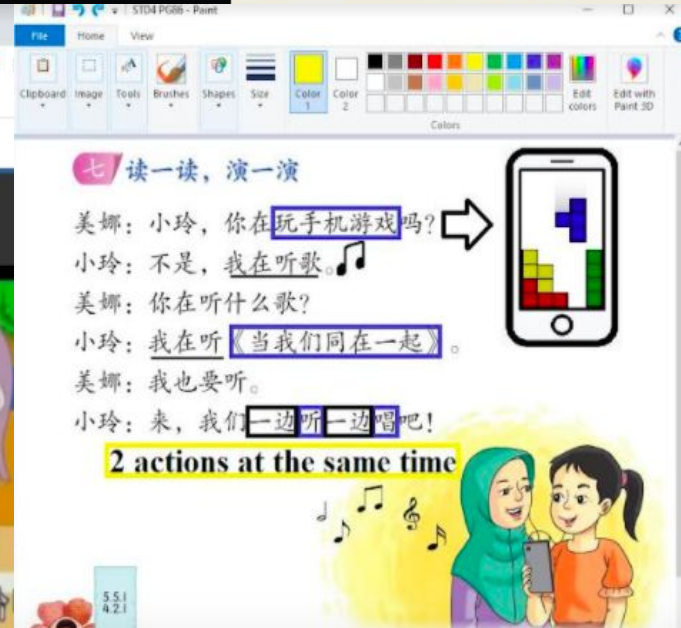 STD4 PG86 - Paint
File Home View
Clipboard Image Tools Brushes Shapes Size Color 1 Color 2 Edit colors Edit with Paint 3D
Colors
七 读一读，演一演
美娜：小玲，你在玩手机游戏吗？
小玲：不是，我在听歌。
美娜：你在听什么歌？
小玲：我在听《当我们同在一起》。
美娜：我也要听。
小玲：来，我们一边听一边唱吧！
2 actions at the same time
5.5.1
4.2.1